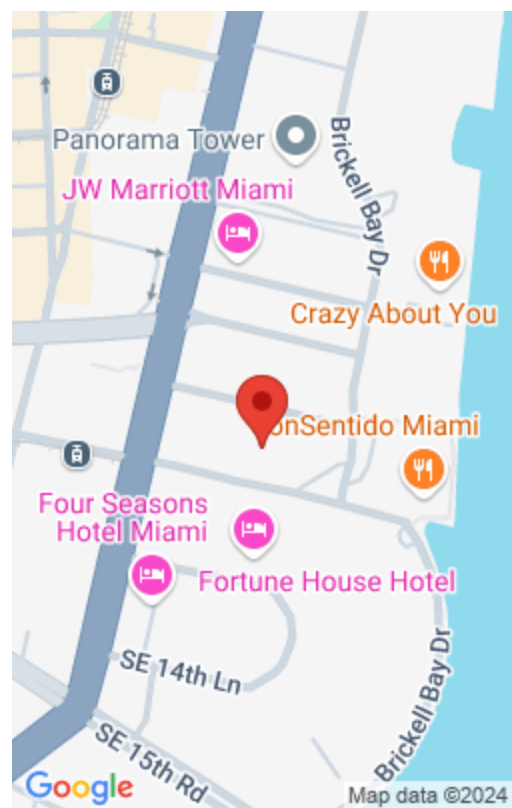 Panorama Tower
JW Marriott Miami
Brickell Bay Dr
Crazy About You
onSentido Miami
Four Seasons
Hotel Miami
Fortune House Hotel
SE 14th Ln
Brickell Bay Dr
SE 15th Rd
Google
Map data ©2024